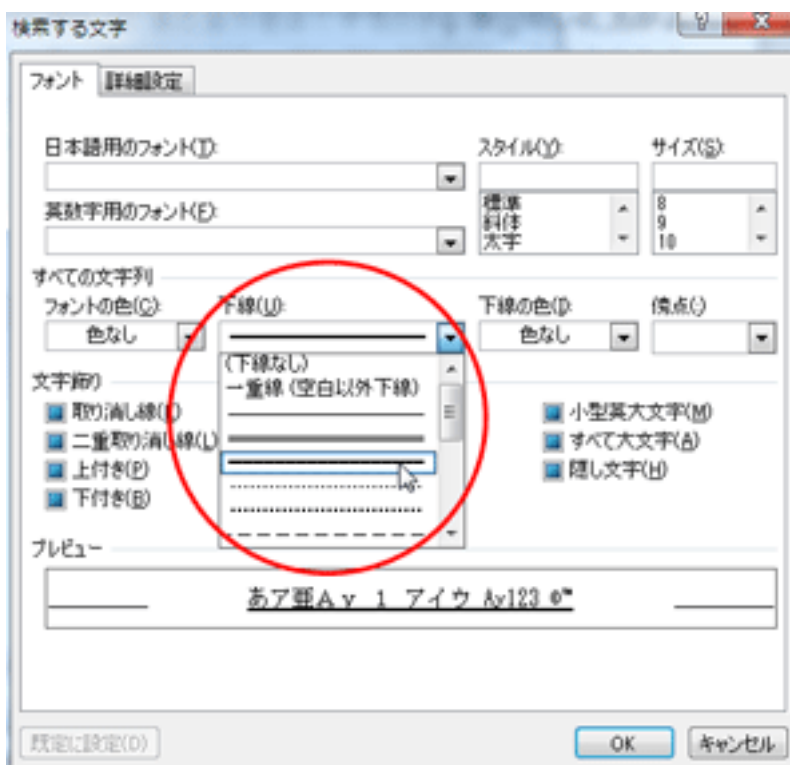 検索する文字
フォント 詳細設定
日本語用のフォント(T): スタイル(Y): サイズ(S):
標準 8
斜体 9
太字 10
英数字用のフォント(F):
すべての文字列
フォントの色(C): 下線(U): 下線の色(I): 傍点(·)
色なし 色なし
(下線なし)
一重線 (空白以外下線)
文字飾り
取り消し線(K) 小型英大文字(M)
二重取り消し線(L) すべて大文字(A)
上付き(P) 隠し文字(H)
下付き(B)
プレビュー
あア亜Ay 1 アイウ Ay123 ©™
既定に設定(D) OK キャンセル